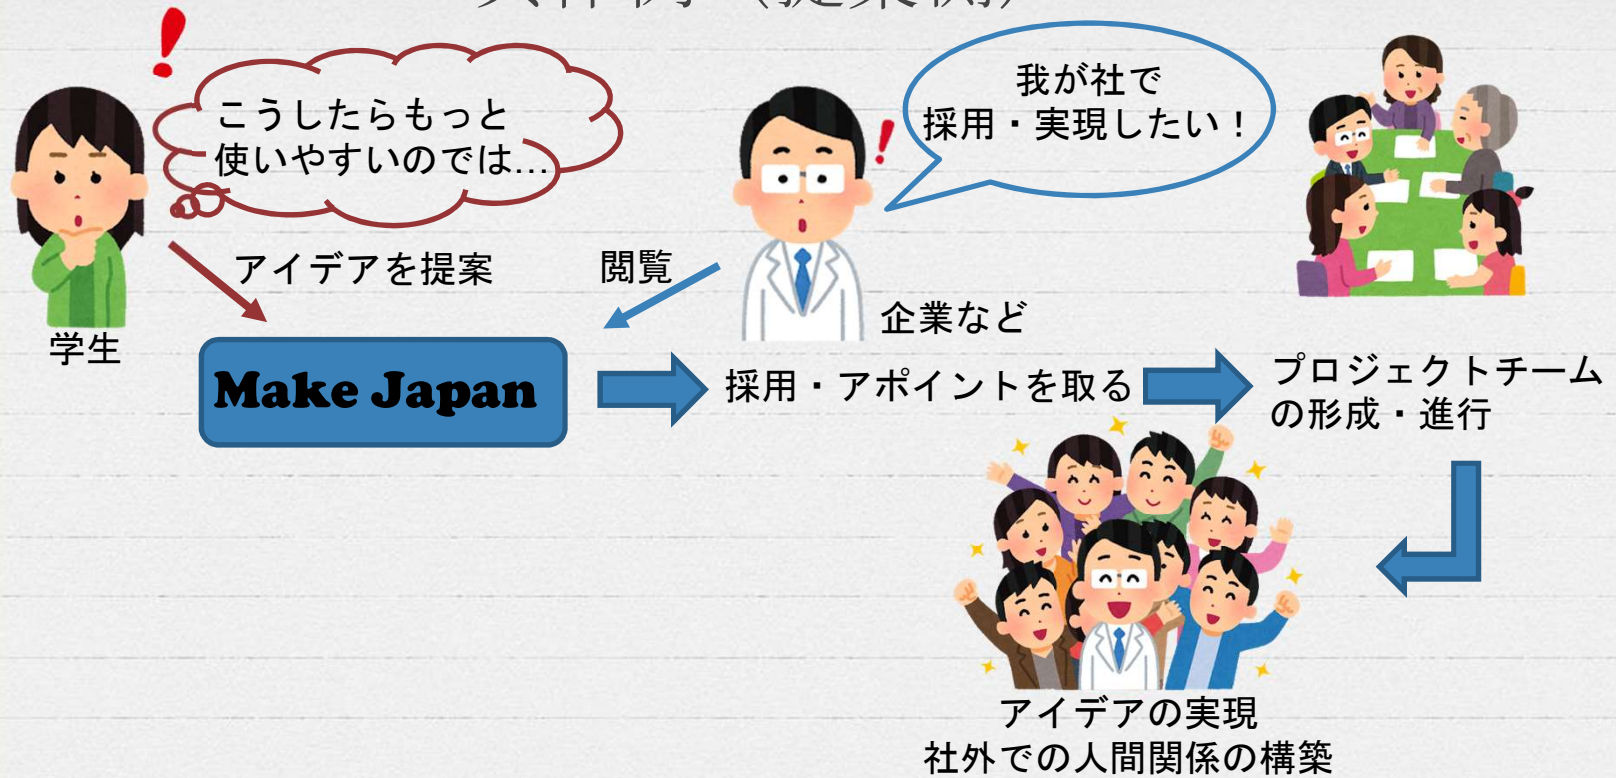 こうしたらもっと
使いやすいのでは…
我が社で
採用・実現したい！
アイデアを提案
閲覧
企業など
学生
Make Japan
採用・アポイントを取る
プロジェクトチーム
の形成・進行
アイデアの実現
社外での人間関係の構築